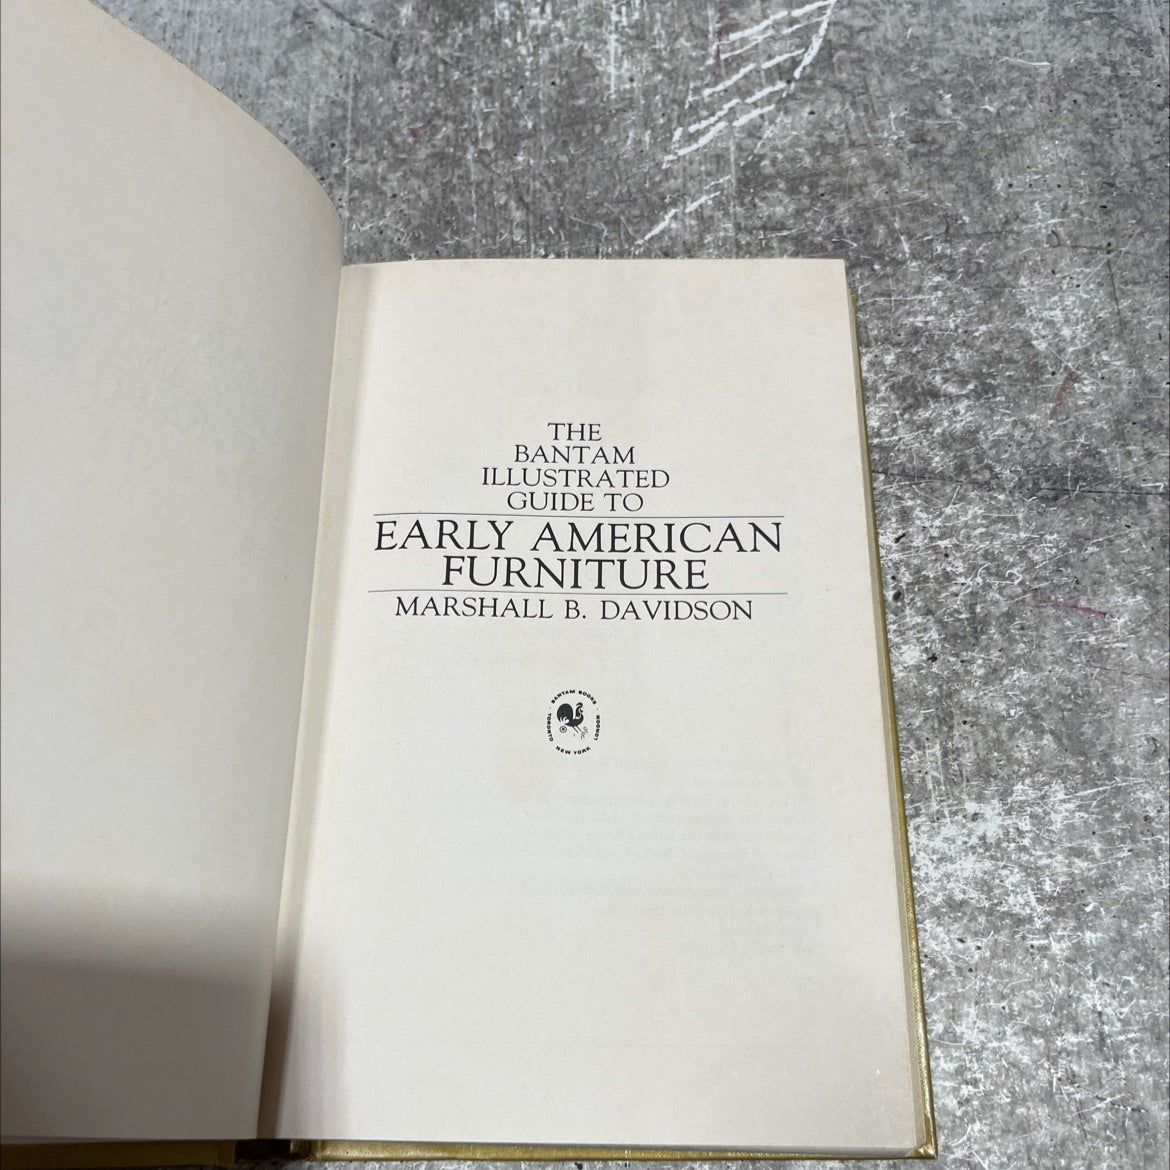 THE
BANTAM
ILLUSTRATED
GUIDE TO
EARLY AMERICAN
FURNITURE
MARSHALL B. DAVIDSON
BANTAM BOOKS
TORONTO · NEW YORK · LONDON